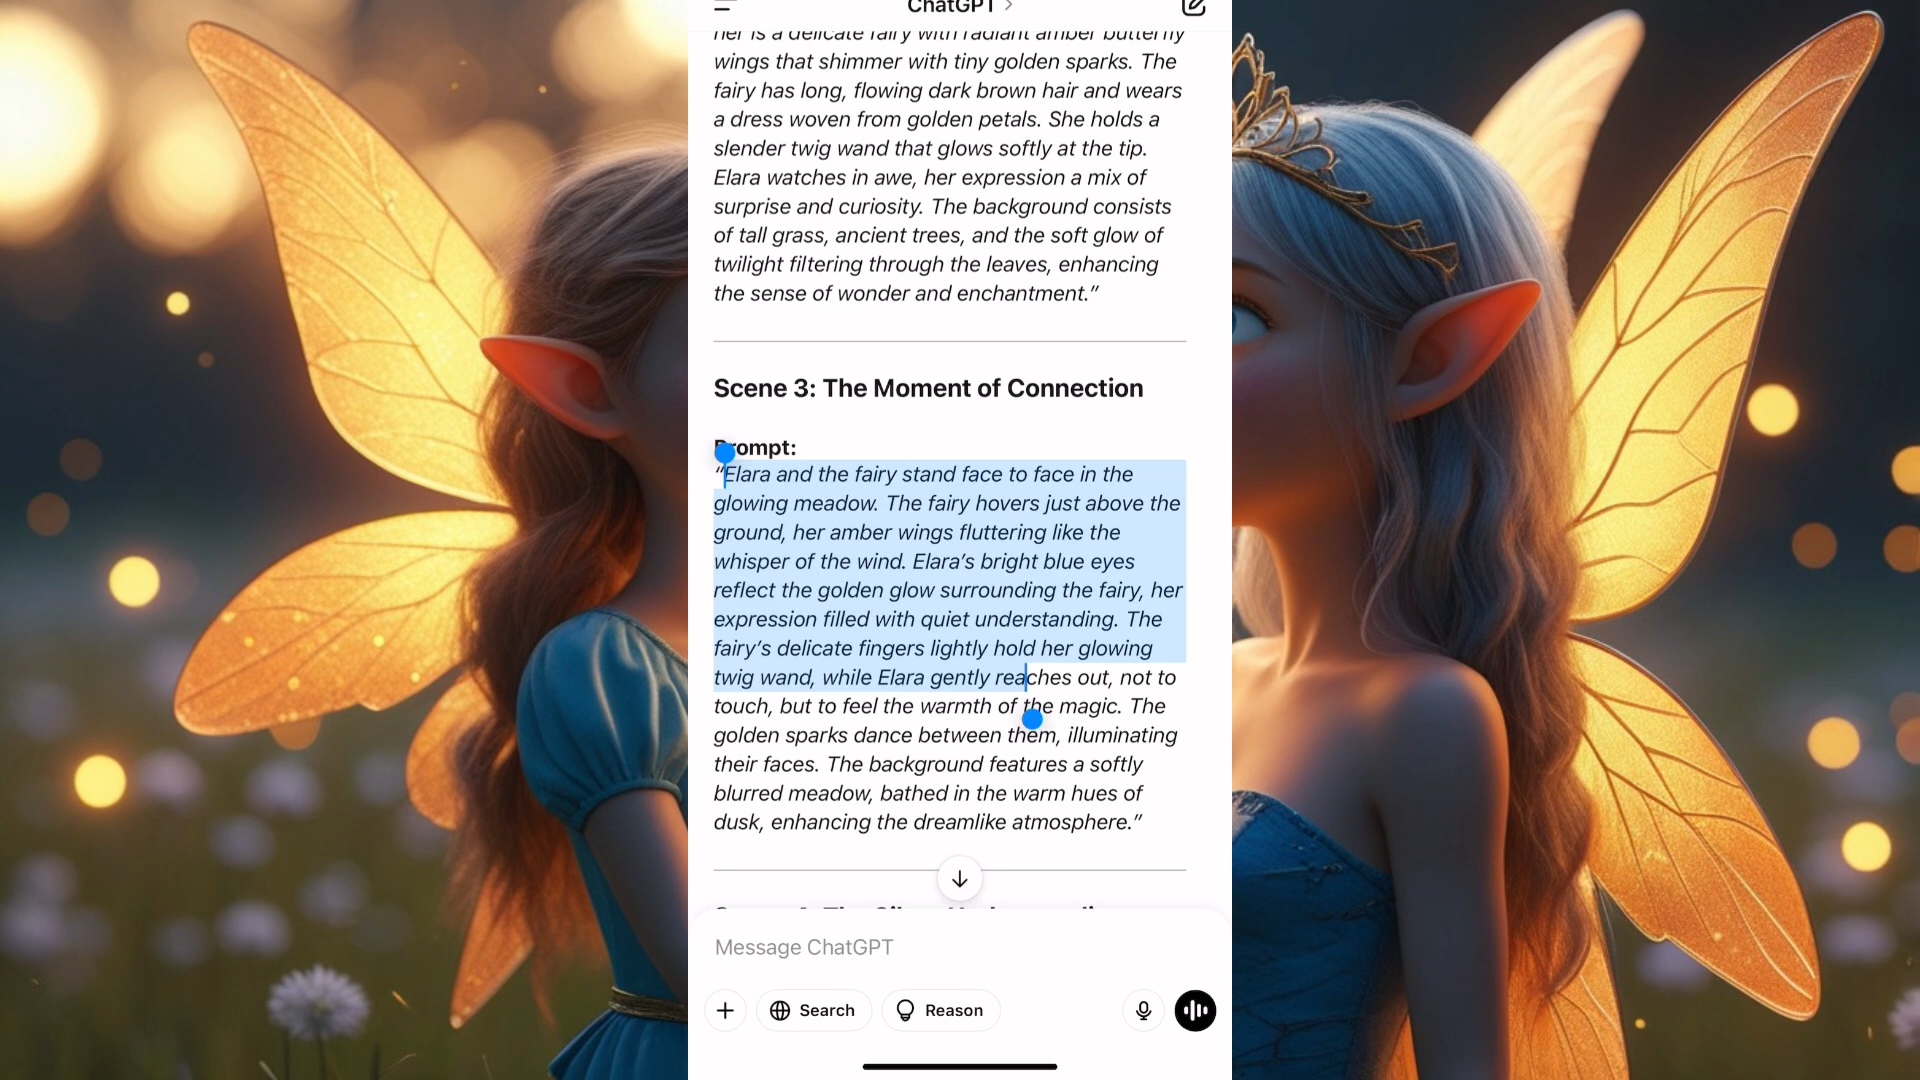 ChatGPT >
her is a delicate fairy with radiant amber butterfly
wings that shimmer with tiny golden sparks. The
fairy has long, flowing dark brown hair and wears
a dress woven from golden petals. She holds a
slender twig wand that glows softly at the tip.
Elara watches in awe, her expression a mix of
surprise and curiosity. The background consists
of tall grass, ancient trees, and the soft glow of
twilight filtering through the leaves, enhancing
the sense of wonder and enchantment.”
Scene 3: The Moment of Connection
Prompt:
“Elara and the fairy stand face to face in the
glowing meadow. The fairy hovers just above the
ground, her amber wings fluttering like the
whisper of the wind. Elara’s bright blue eyes
reflect the golden glow surrounding the fairy, her
expression filled with quiet understanding. The
fairy’s delicate fingers lightly hold her glowing
twig wand, while Elara gently reaches out, not to
touch, but to feel the warmth of the magic. The
golden sparks dance between them, illuminating
their faces. The background features a softly
blurred meadow, bathed in the warm hues of
dusk, enhancing the dreamlike atmosphere.”
Message ChatGPT
Search
Reason